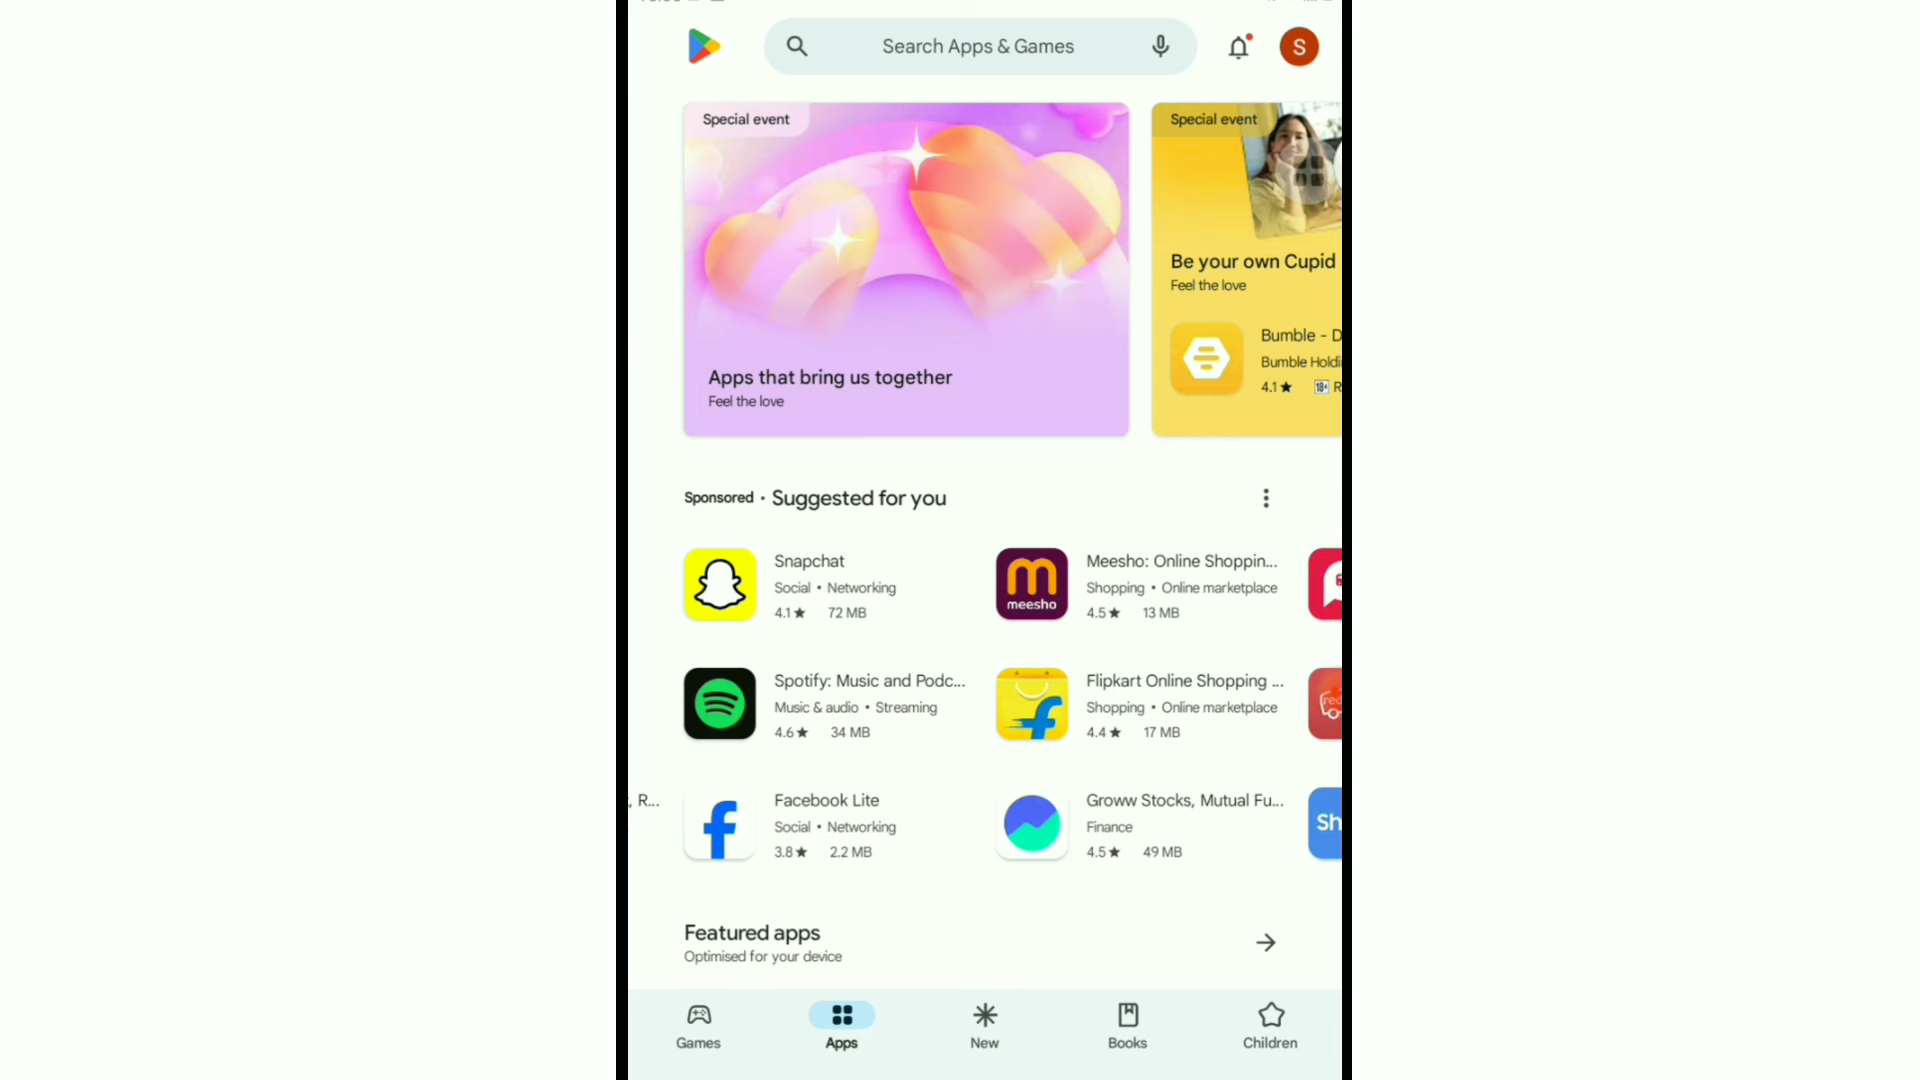 Search Apps & Games
S
Special event
Apps that bring us together
Feel the love
Special event
Be your own Cupid
Feel the love
Bumble - D
Bumble Holdi
4.1★ 18+ R
Sponsored • Suggested for you
Snapchat
Social • Networking
4.1★ 72 MB
meesho
Meesho: Online Shoppin...
Shopping • Online marketplace
4.5★ 13 MB
Spotify: Music and Podc...
Music & audio • Streaming
4.6★ 34 MB
Flipkart Online Shopping ...
Shopping • Online marketplace
4.4★ 17 MB
red
, R...
Facebook Lite
Social • Networking
3.8★ 2.2 MB
Groww Stocks, Mutual Fu...
Finance
4.5★ 49 MB
Sh
Featured apps
Optimised for your device
Games
Apps
New
Books
Children